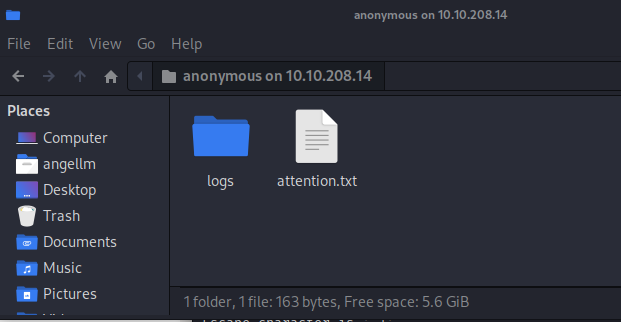 anonymous on 10.10.208.14
File Edit View Go Help
anonymous on 10.10.208.14
Places
Computer
angellm
Desktop
Trash
Documents
Music
Pictures
logs
attention.txt
1 folder, 1 file: 163 bytes, Free space: 5.6 GiB